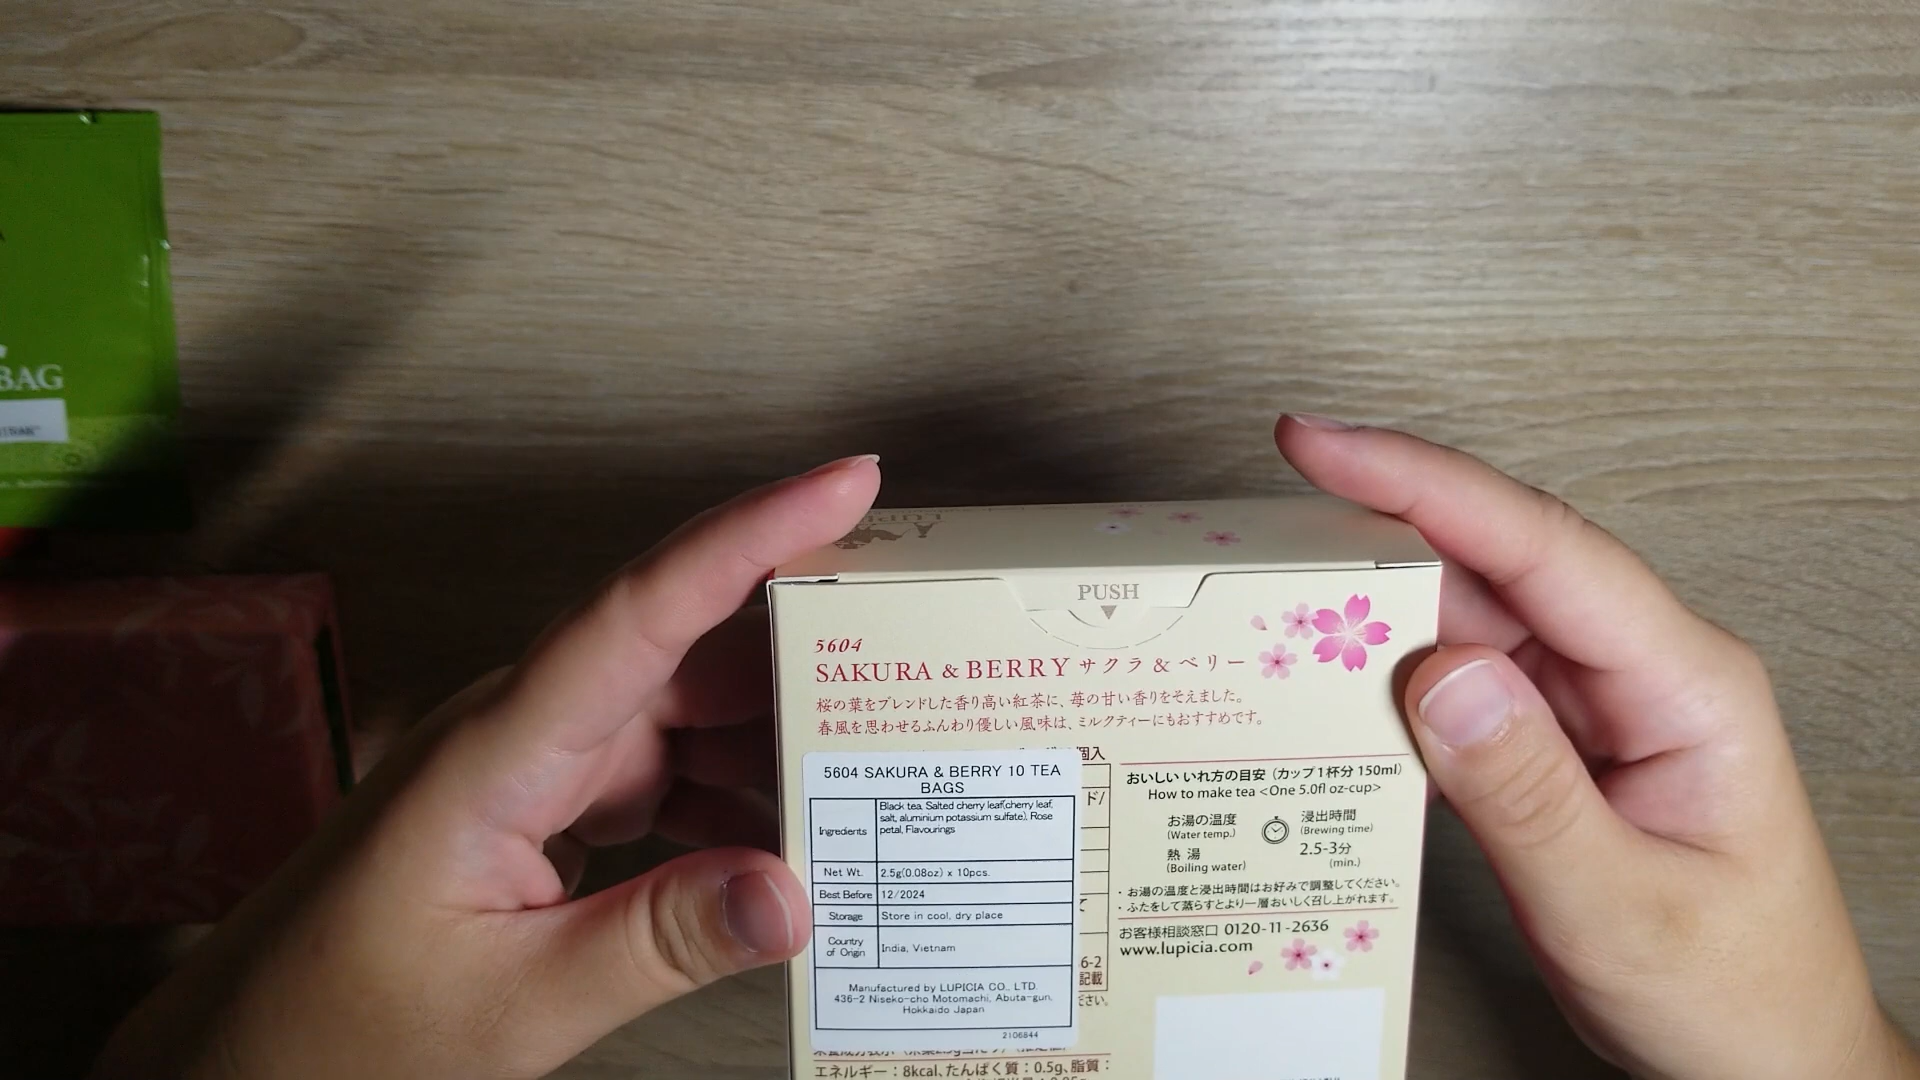 BAG
PUSH
5604
SAKURA & BERRY サクラ & ベリー
桜の葉をブレンドした香り高い紅茶に、苺の甘い香りをそえました。
春風を思わせるふんわり優しい風味は、ミルクティーにもおすすめです。
個入
5604 SAKURA & BERRY 10 TEA
BAGS
Ingredients
Black tea. Salted cherry leaf(cherry leaf,
salt, aluminium potassium sulfate), Rose
petal, Flavourings
Net Wt. 2.5g(0.08oz) x 10pcs.
Best Before 12/2024
Storage Store in cool, dry place
Country
of Origin
India, Vietnam
Manufactured by LUPICIA CO., LTD.
436-2 Niseko-cho Motomachi, Abuta-gun,
Hokkaido Japan
2106844
ド/
て
6-2
記載
ださい。
おいしい いれ方の目安 (カップ1杯分 150ml)
How to make tea <One 5.0fl oz-cup>
お湯の温度
(Water temp.)
熱 湯
(Boiling water)
浸出時間
(Brewing time)
2.5-3分
(min.)
・お湯の温度と浸出時間はお好みで調整してください。
・ふたをして蒸らすとより一層おいしく召し上がれます。
お客様相談窓口 0120-11-2636
www.lupicia.com
エネルギー:8kcal、たんぱく質:0.5g、脂質: